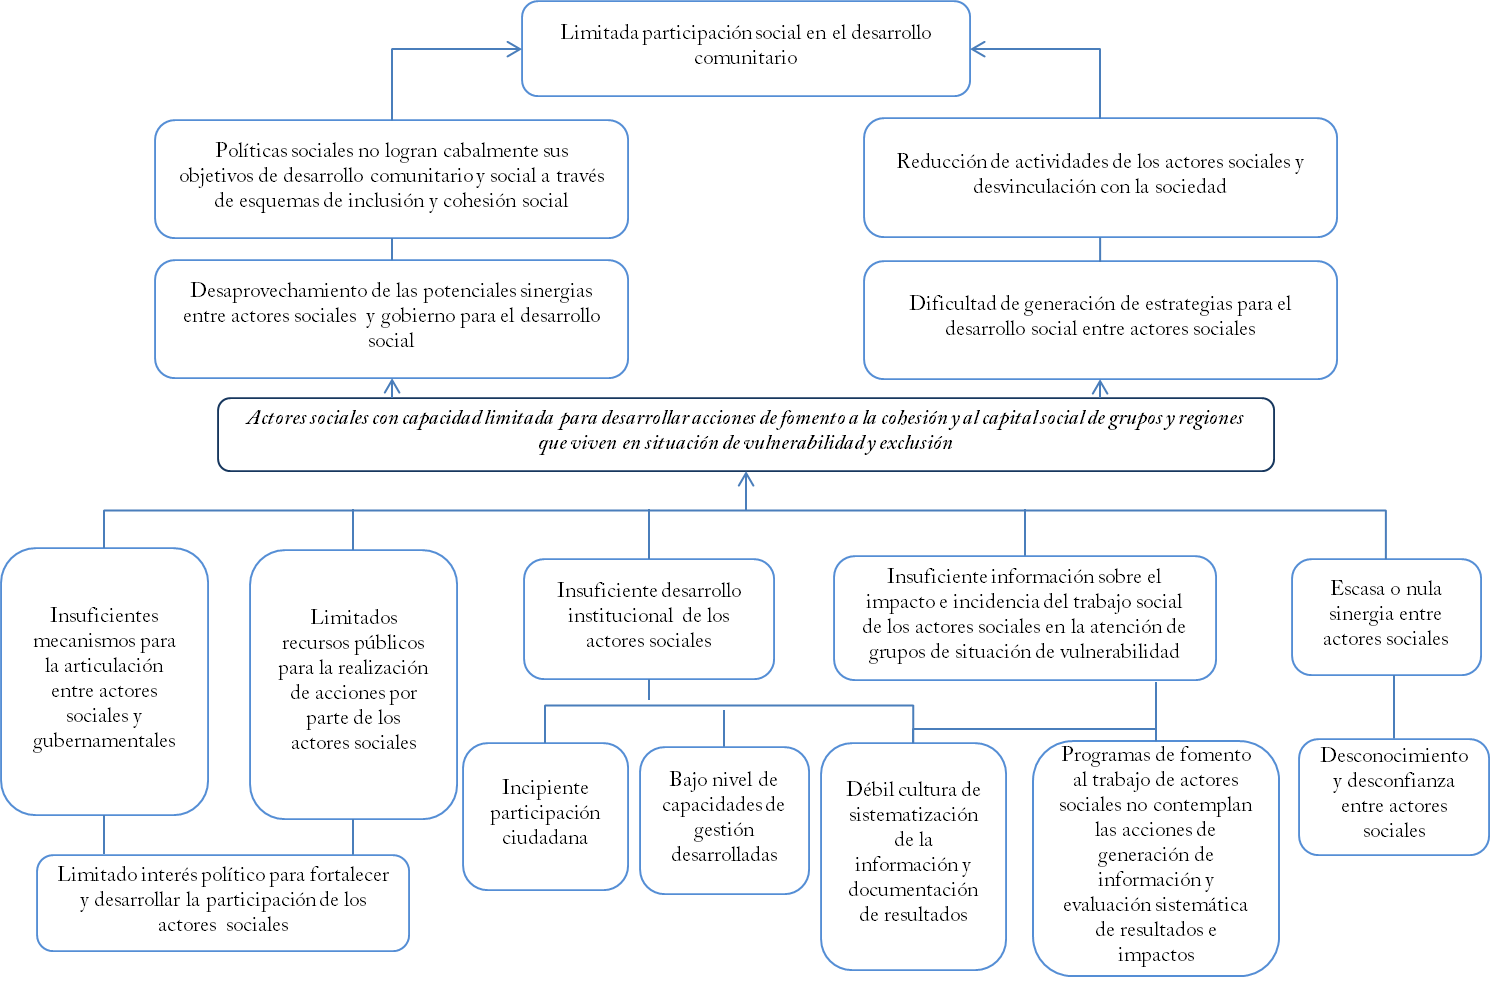 Limitada participación social en el desarrollo
comunitario
Políticas sociales no logran cabalmente sus
objetivos de desarrollo comunitario y social a través
de esquemas de inclusión y cohesión social
Reducción de actividades de los actores sociales y
desvinculación con la sociedad
Desaprovechamiento de las potenciales sinergias
entre actores sociales y gobierno para el desarrollo
social
Dificultad de generación de estrategias para el
desarrollo social entre actores sociales
Actores sociales con capacidad limitada para desarrollar acciones de fomento a la cohesión y al capital social de grupos y regiones
que viven en situación de vulnerabilidad y exclusión
Insuficientes
mecanismos para
la articulación
entre actores
sociales y
gubernamentales
Limitados
recursos públicos
para la realización
de acciones por
parte de los
actores sociales
Insuficiente desarrollo
institucional de los
actores sociales
Insuficiente información sobre el
impacto e incidencia del trabajo social
de los actores sociales en la atención de
grupos de situación de vulnerabilidad
Escasa o nula
sinergia entre
actores sociales
Limitado interés político para fortalecer
y desarrollar la participación de los
actores sociales
Incipiente
participación
ciudadana
Bajo nivel de
capacidades de
gestión
desarrolladas
Débil cultura de
sistematización
de la
información y
documentación
de resultados
Programas de fomento
al trabajo de actores
sociales no contemplan
las acciones de
generación de
información y
evaluación sistemática
de resultados e
impactos
Desconocimiento
y desconfianza
entre actores
sociales